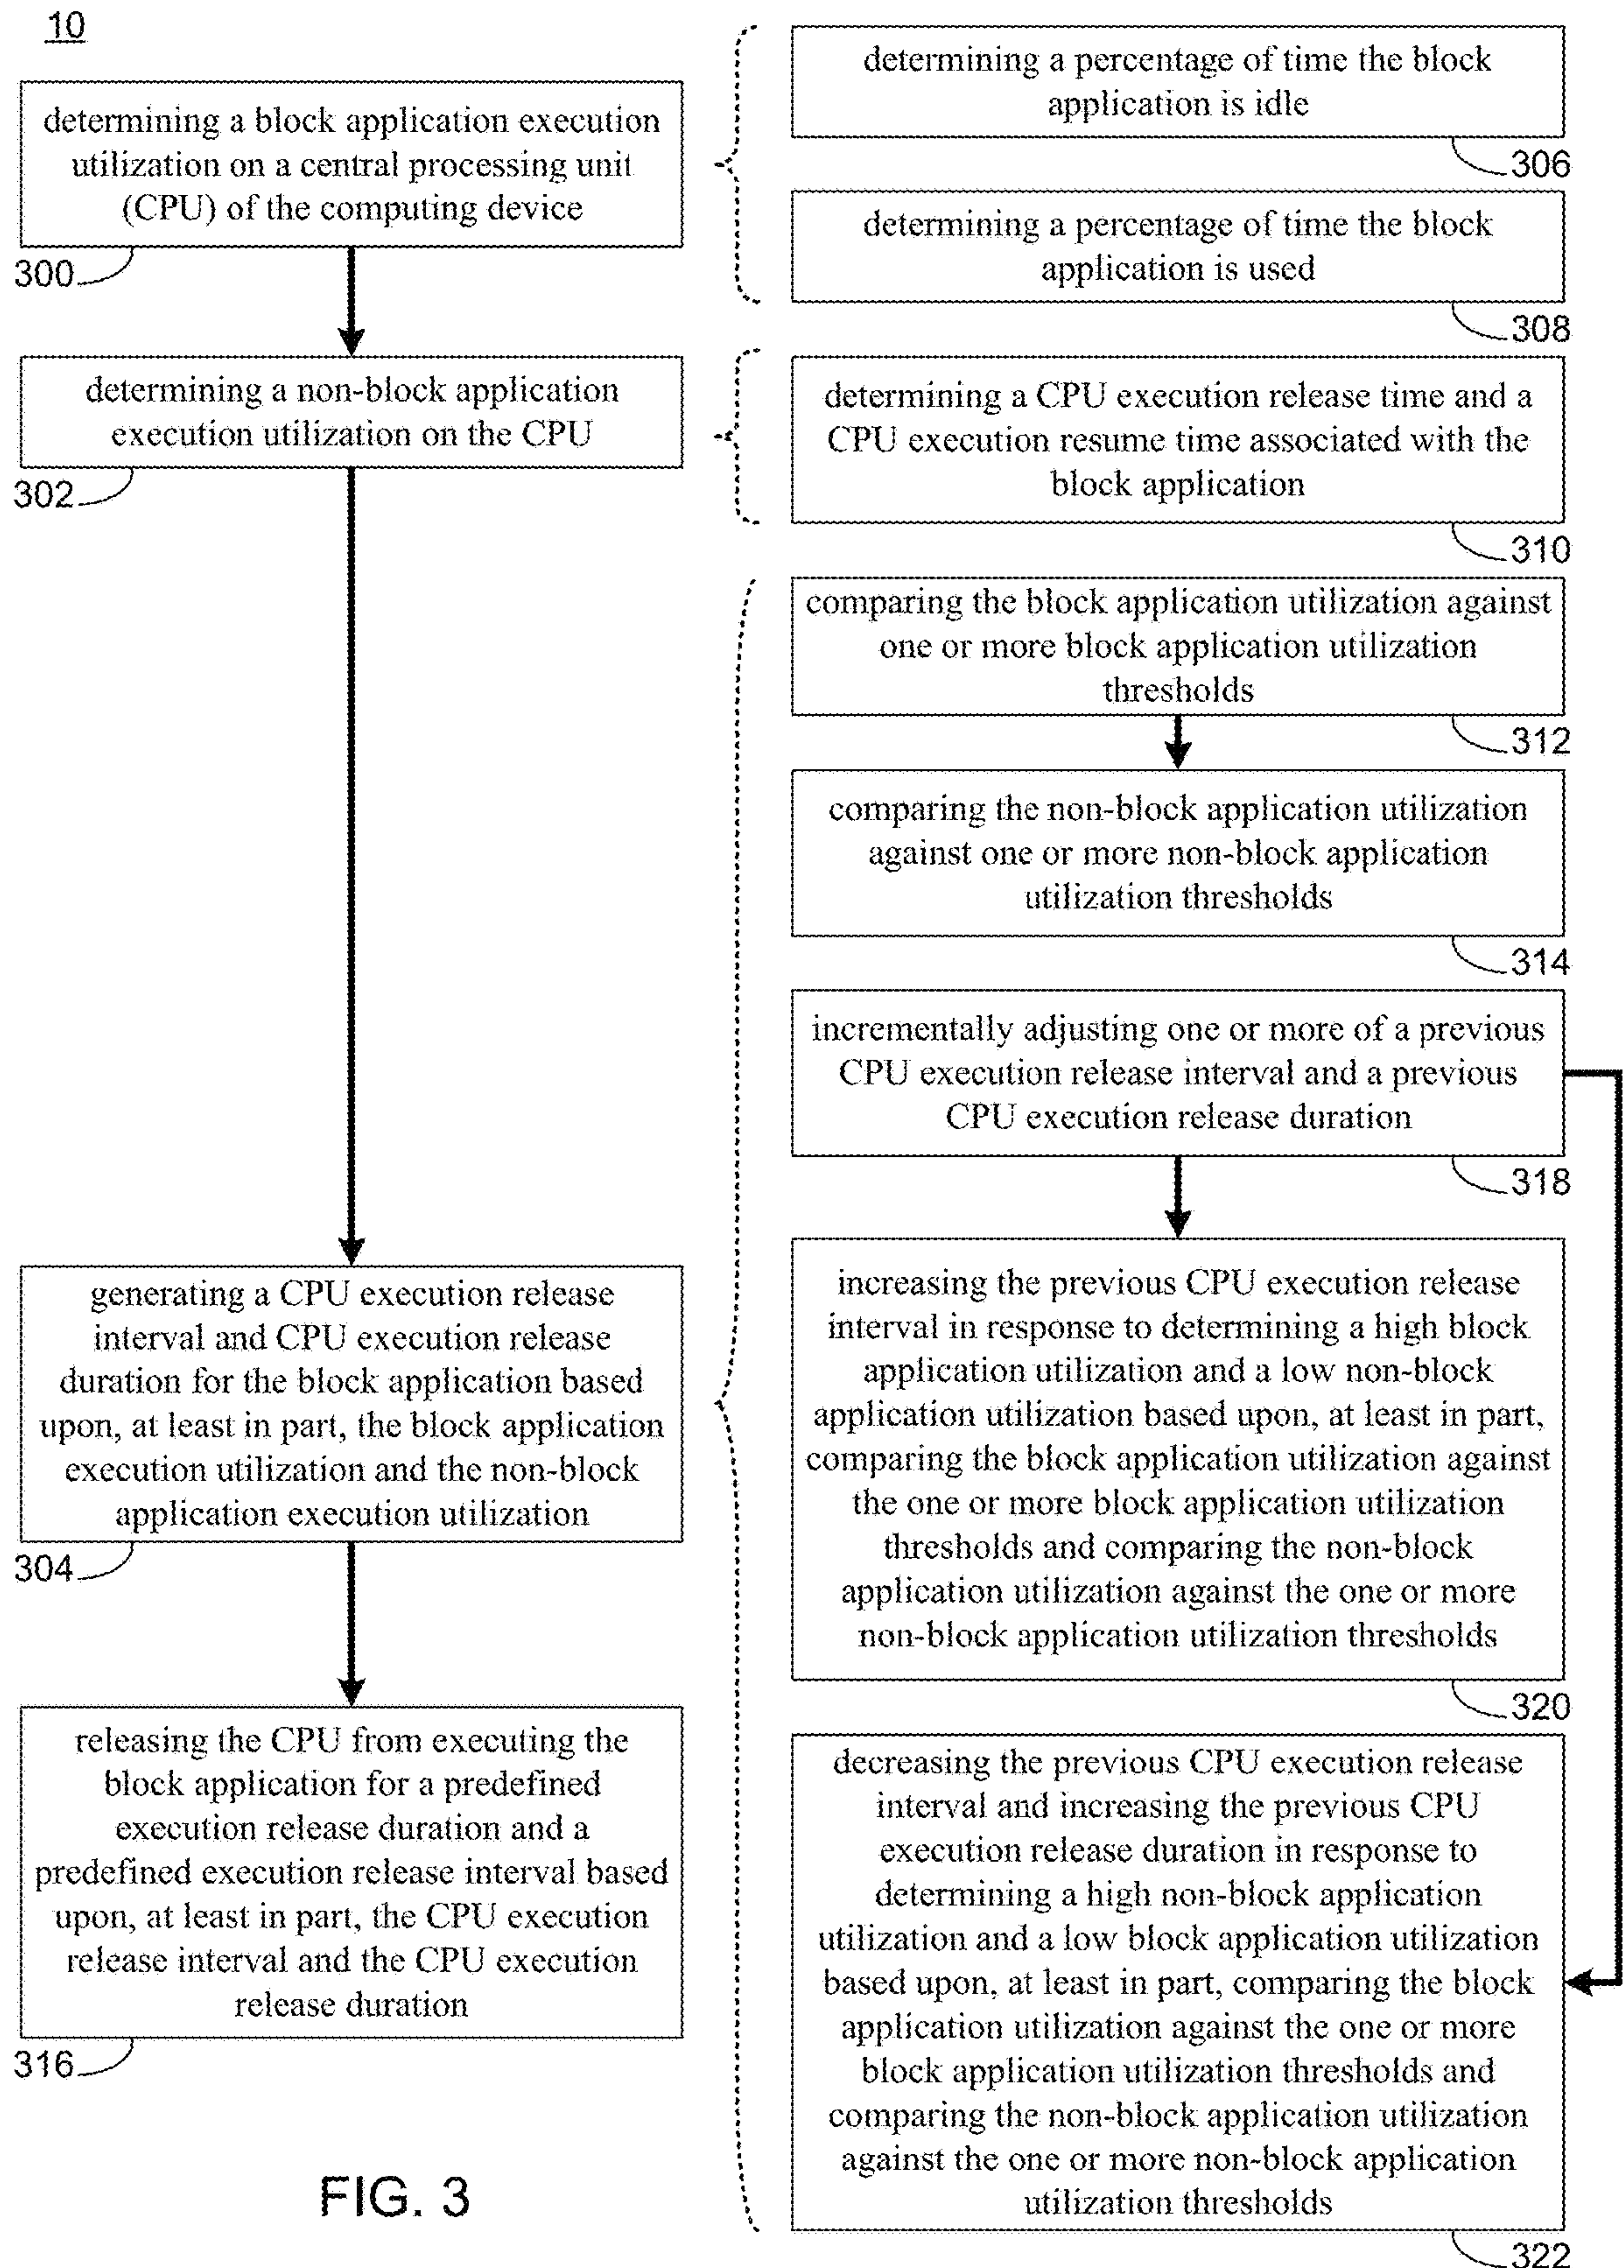 10
determining a block application execution
utilization on a central processing unit
(CPU) of the computing device
300
determining a non-block application
execution utilization on the CPU
302
generating a CPU execution release
interval and CPU execution release
duration for the block application based
upon, at least in part, the block application
execution utilization and the non-block
application execution utilization
304
releasing the CPU from executing the
block application for a predefined
execution release duration and a
predefined execution release interval based
upon, at least in part, the CPU execution
release interval and the CPU execution
release duration
316
determining a percentage of time the block
application is idle
306
determining a percentage of time the block
application is used
308
determining a CPU execution release time and a
CPU execution resume time associated with the
block application
310
comparing the block application utilization against
one or more block application utilization
thresholds
312
comparing the non-block application utilization
against one or more non-block application
utilization thresholds
314
incrementally adjusting one or more of a previous
CPU execution release interval and a previous
CPU execution release duration
318
increasing the previous CPU execution release
interval in response to determining a high block
application utilization and a low non-block
application utilization based upon, at least in part,
comparing the block application utilization against
the one or more block application utilization
thresholds and comparing the non-block
application utilization against the one or more
non-block application utilization thresholds
320
decreasing the previous CPU execution release
interval and increasing the previous CPU
execution release duration in response to
determining a high non-block application
utilization and a low block application utilization
based upon, at least in part, comparing the block
application utilization against the one or more
block application utilization thresholds and
comparing the non-block application utilization
against the one or more non-block application
utilization thresholds
322
FIG. 3